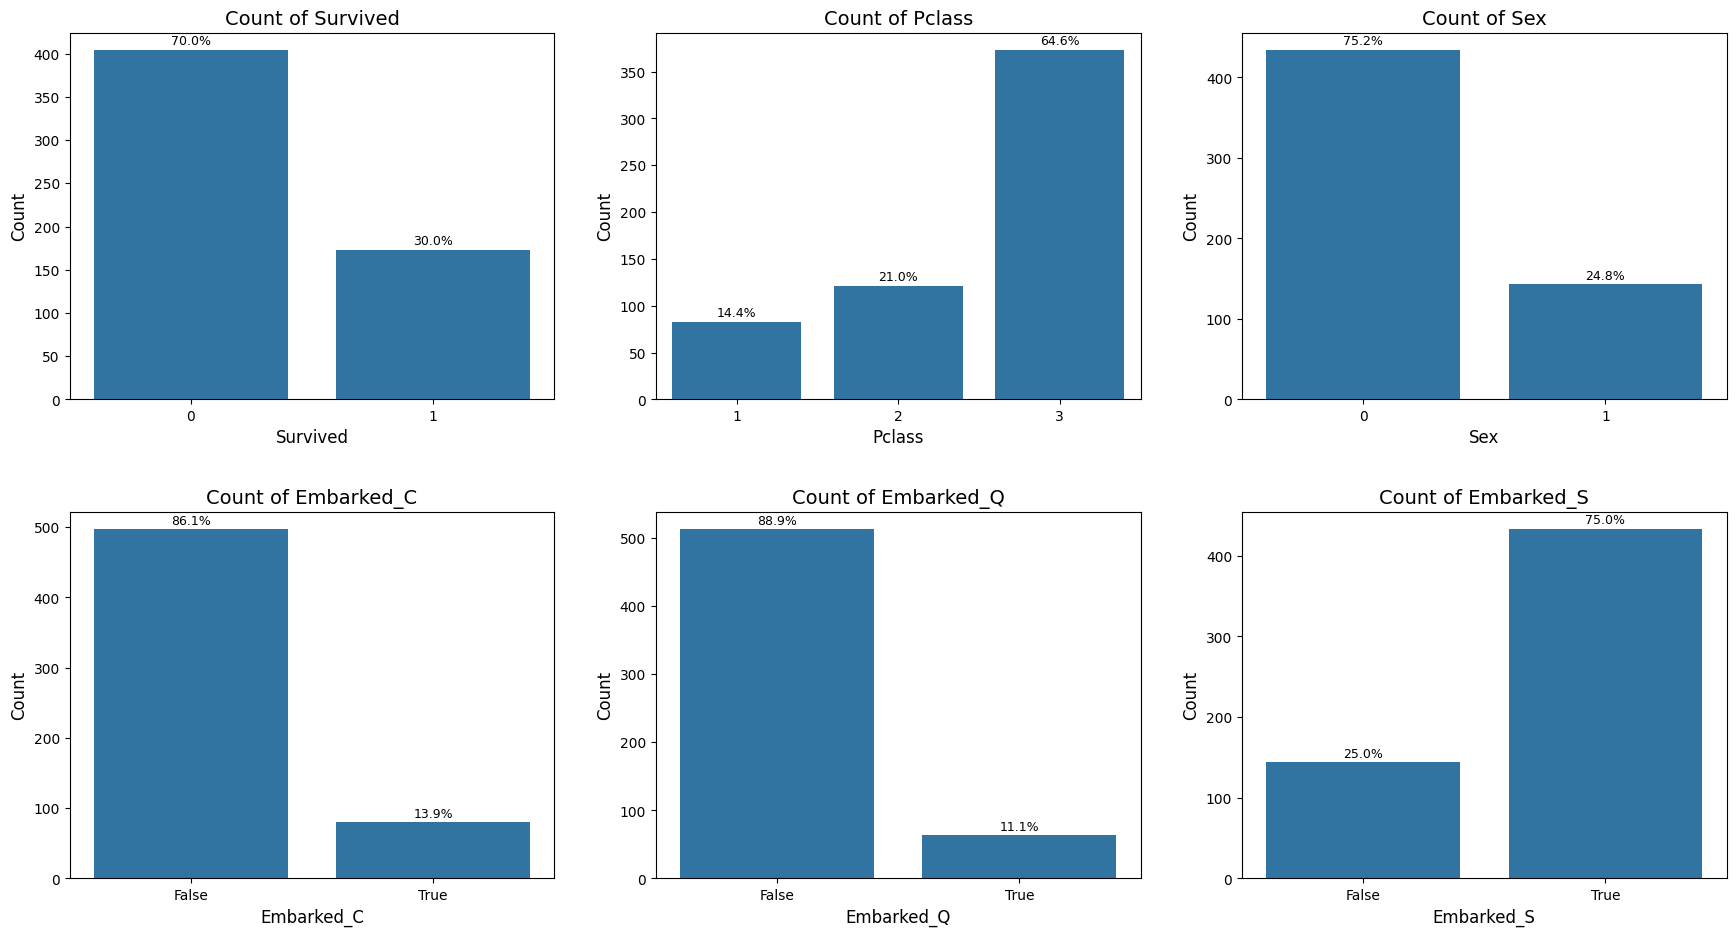 Count of Survived
Count of Pclass
Count of Sex
70.0%
64.6%
75.2%
400
350
300
250
200
150
100
50
0
Count
30.0%
0
1
Survived
350
300
250
200
150
100
50
0
Count
14.4%
21.0%
1
2
3
Pclass
400
300
200
100
0
Count
24.8%
0
1
Sex
Count of Embarked_C
Count of Embarked_Q
Count of Embarked_S
86.1%
88.9%
75.0%
500
400
300
200
100
0
Count
13.9%
False
True
Embarked_C
500
400
300
200
100
0
Count
11.1%
False
True
Embarked_Q
400
300
200
100
0
Count
25.0%
False
True
Embarked_S